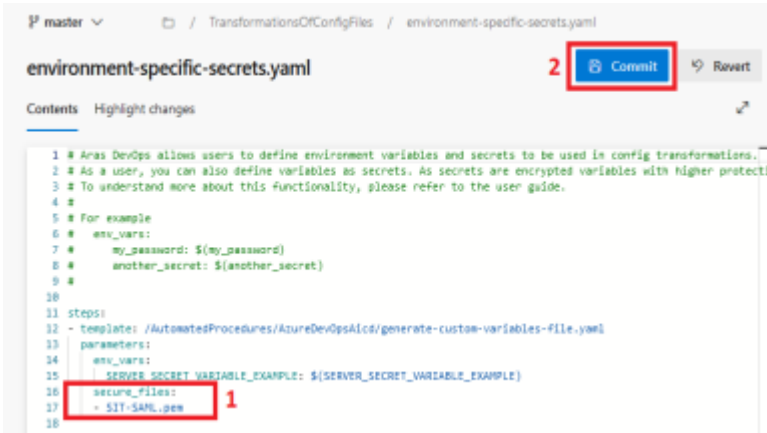 master
/ TransformationsOfConfigFiles / environment-specific-secrets.yaml
environment-specific-secrets.yaml
2 Commit Revert
Contents Highlight changes
1 # Aras DevOps allows users to define environment variables and secrets to be used in config transformations.
2 # As a user, you can also define variables as secrets. As secrets are encrypted variables with higher protecti
3 # To understand more about this functionality, please refer to the user guide.
4 #
5 # For example
6 # env_vars:
7 # my_password: $(my_password)
8 # another_secret: $(another_secret)
9 #
10
11 steps:
12 - template: /AutomatedProcedures/AzureDevOpsAicd/generate-custom-variables-file.yaml
13 parameters:
14 env_vars:
15 SERVER_SECRET_VARIABLE_EXAMPLE: $(SERVER_SECRET_VARIABLE_EXAMPLE)
16 secure_files:
17 - SIT-SAML.pem
1
18